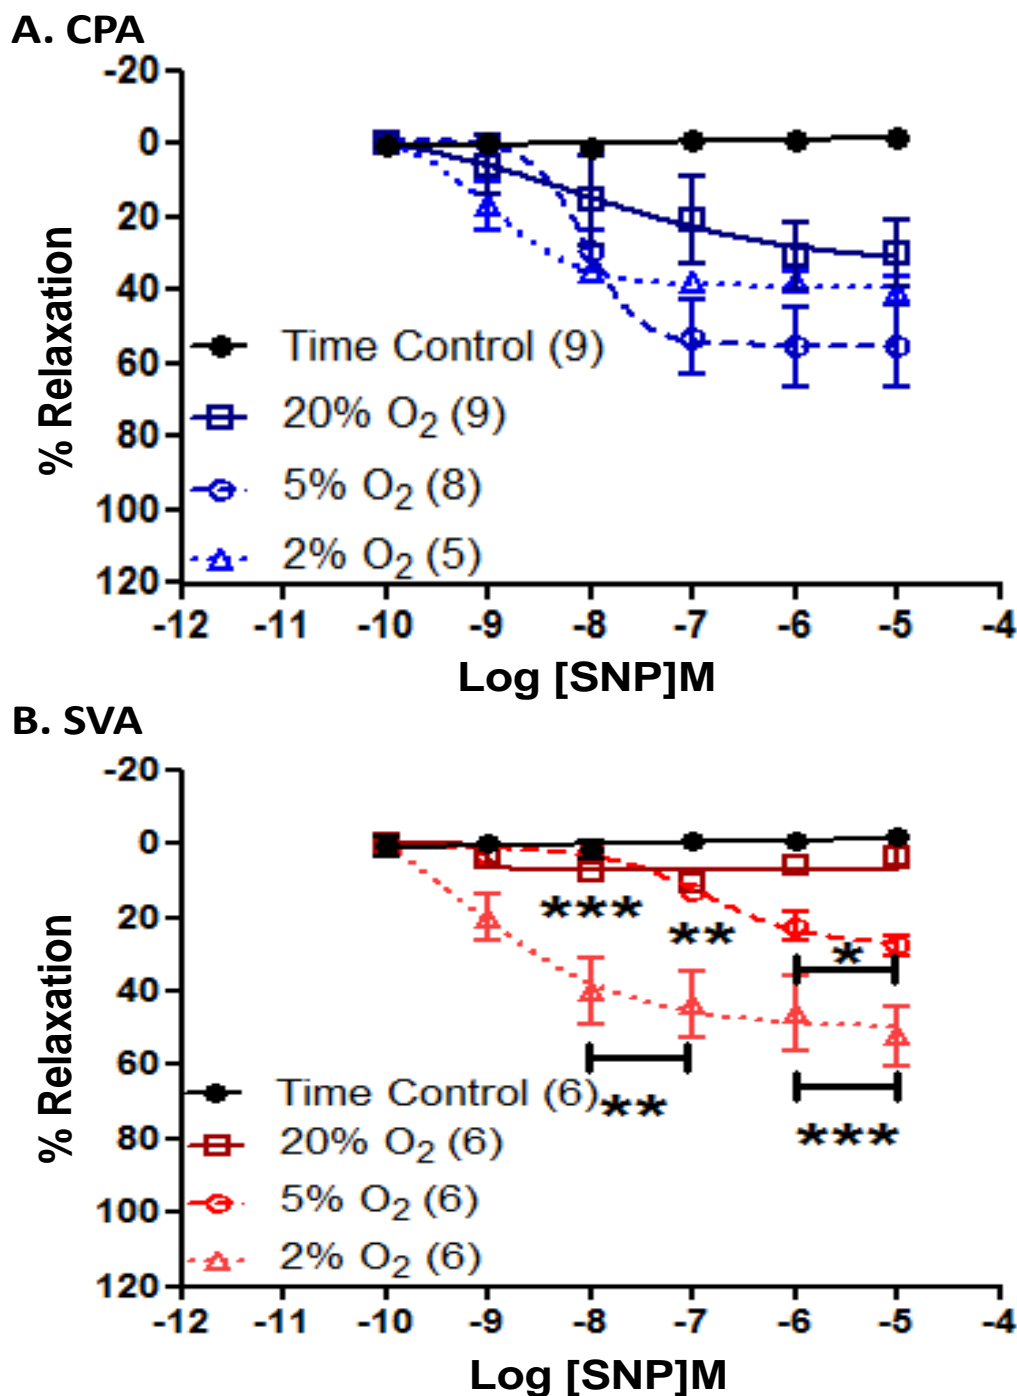 A. CPA
-20
0
20
40
60
80
100
120
% Relaxation
Time Control (9)
20% O₂ (9)
5% O₂ (8)
2% O₂ (5)
-12 -11 -10 -9 -8 -7 -6 -5 -4
Log [SNP]M
B. SVA
-20
0
20
40
60
80
100
120
% Relaxation
***
**
*
**
***
Time Control (6)
20% O₂ (6)
5% O₂ (6)
2% O₂ (6)
-12 -11 -10 -9 -8 -7 -6 -5 -4
Log [SNP]M